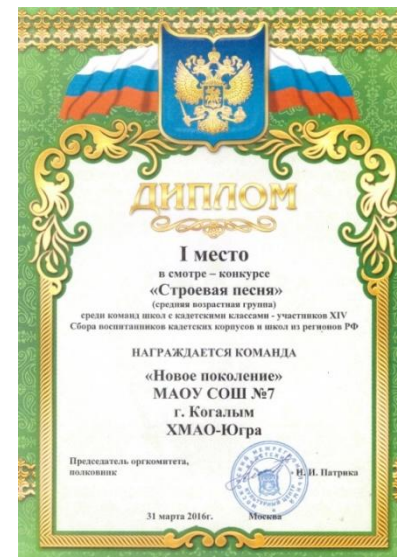 ДИПЛОМ
I место
в смотре – конкурсе
«Строевая песня»
(средняя возрастная группа)
среди команд школ с кадетскими классами - участников XIV
Сбора воспитанников кадетских корпусов и школ из регионов РФ
НАГРАЖДАЕТСЯ КОМАНДА
«Новое поколение»
МАОУ СОШ №7
г. Когалым
ХМАО-Югра
Председатель оргкомитета,
полковник И. И. Патрика
31 марта 2016г. Москва